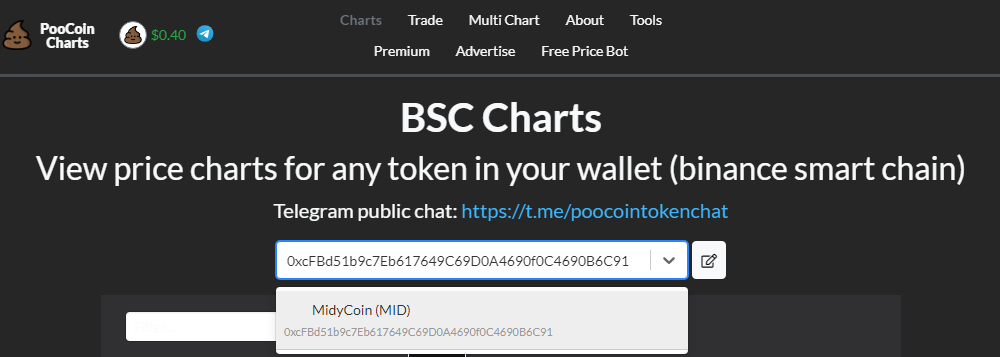 PooCoin
Charts
$0.40
Charts Trade Multi Chart About Tools
Premium Advertise Free Price Bot
BSC Charts
View price charts for any token in your wallet (binance smart chain)
Telegram public chat: https://t.me/poocointokenchat
0xcFBd51b9c7Eb617649C69D0A4690f0C4690B6C91
MidyCoin (MID)
0xcFBd51b9c7Eb617649C69D0A4690f0C4690B6C91